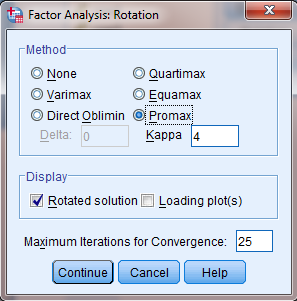 Factor Analysis: Rotation
Method
None Quartimax
Varimax Equamax
Direct Oblimin Promax
Delta: 0 Kappa 4
Display
Rotated solution Loading plot(s)
Maximum Iterations for Convergence: 25
Continue Cancel Help